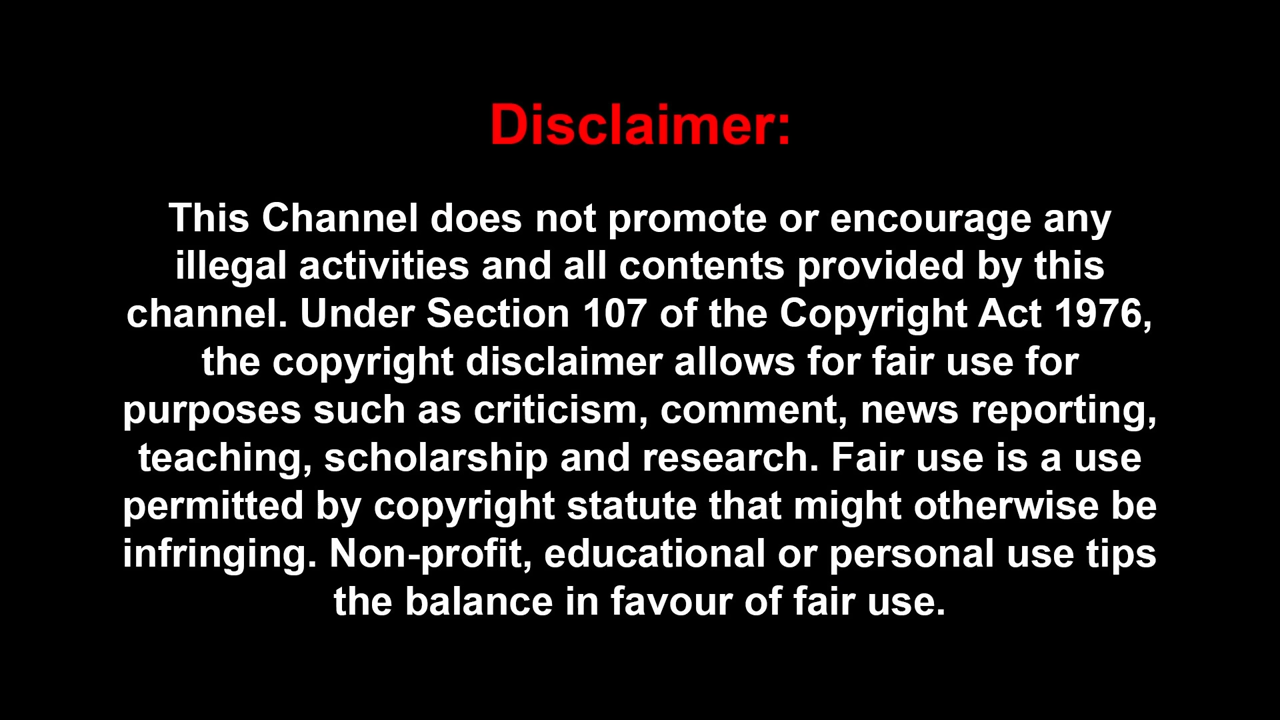 Disclaimer:
This Channel does not promote or encourage any
illegal activities and all contents provided by this
channel. Under Section 107 of the Copyright Act 1976,
the copyright disclaimer allows for fair use for
purposes such as criticism, comment, news reporting,
teaching, scholarship and research. Fair use is a use
permitted by copyright statute that might otherwise be
infringing. Non-profit, educational or personal use tips
the balance in favour of fair use.